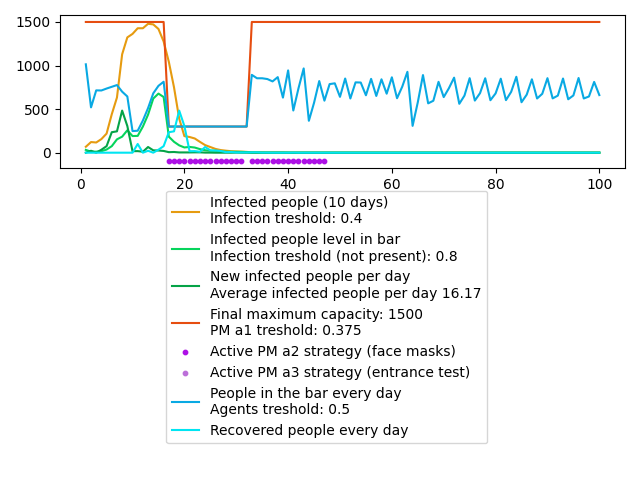 1500
1000
500
0
0
20
40
60
80
100
Infected people (10 days)
Infection treshold: 0.4
Infected people level in bar
Infection treshold (not present): 0.8
New infected people per day
Average infected people per day 16.17
Final maximum capacity: 1500
PM a1 treshold: 0.375
Active PM a2 strategy (face masks)
Active PM a3 strategy (entrance test)
People in the bar every day
Agents treshold: 0.5
Recovered people every day